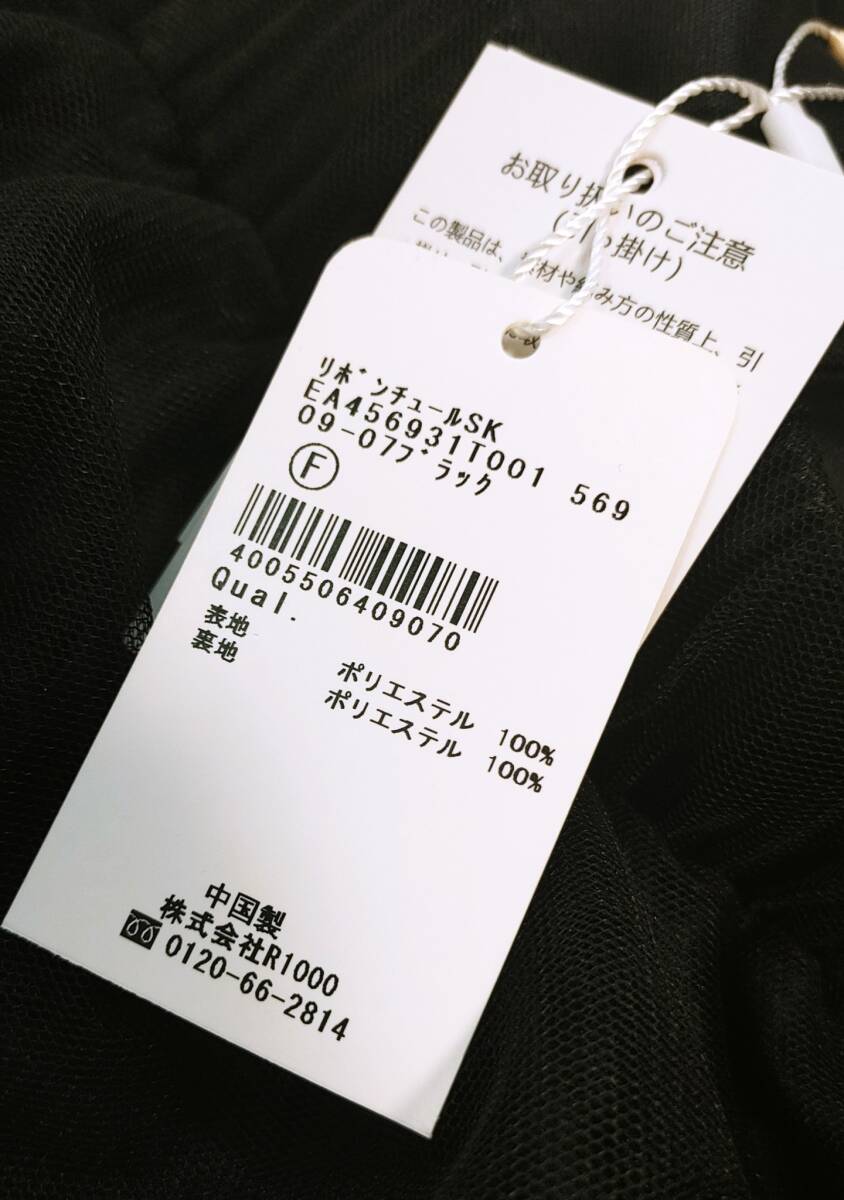 お取り扱いのご注意
(引っ掛け)
この製品は、素材や編み方の性質上、引
リボンチュールSK
EA456931T001 569
09-07ブラック
F
4005506409070
Qual.
表地 ポリエステル 100%
裏地 ポリエステル 100%
中国製
株式会社R1000
0120-66-2814